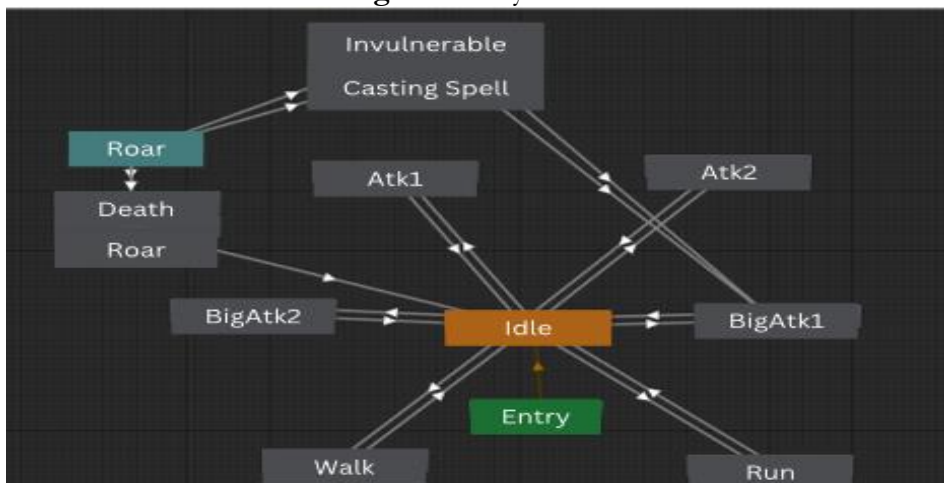 Invulnerable
Casting Spell
Roar
Death
Roar
Atk1
Atk2
BigAtk2
Idle
BigAtk1
Entry
Walk
Run